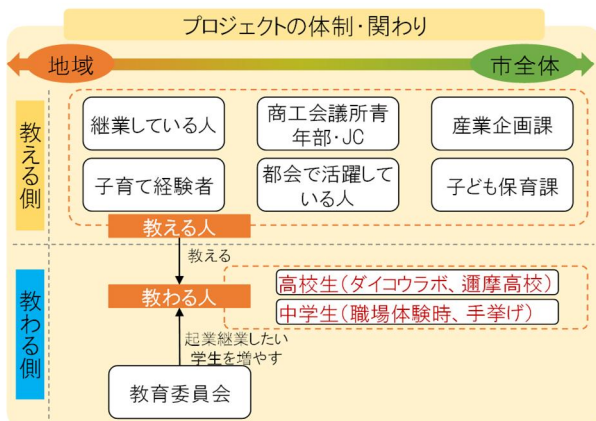 プロジェクトの体制・関わり
地域
市全体
教える側
継業している人
商工会議所青
年部・JC
産業企画課
子育て経験者
都会で活躍して
いる人
子ども保育課
教える人
教える
教わる側
教わる人
高校生(ダイコウラボ、邇摩高校)
中学生(職場体験時、手挙げ)
起業継業したい
学生を増やす
教育委員会